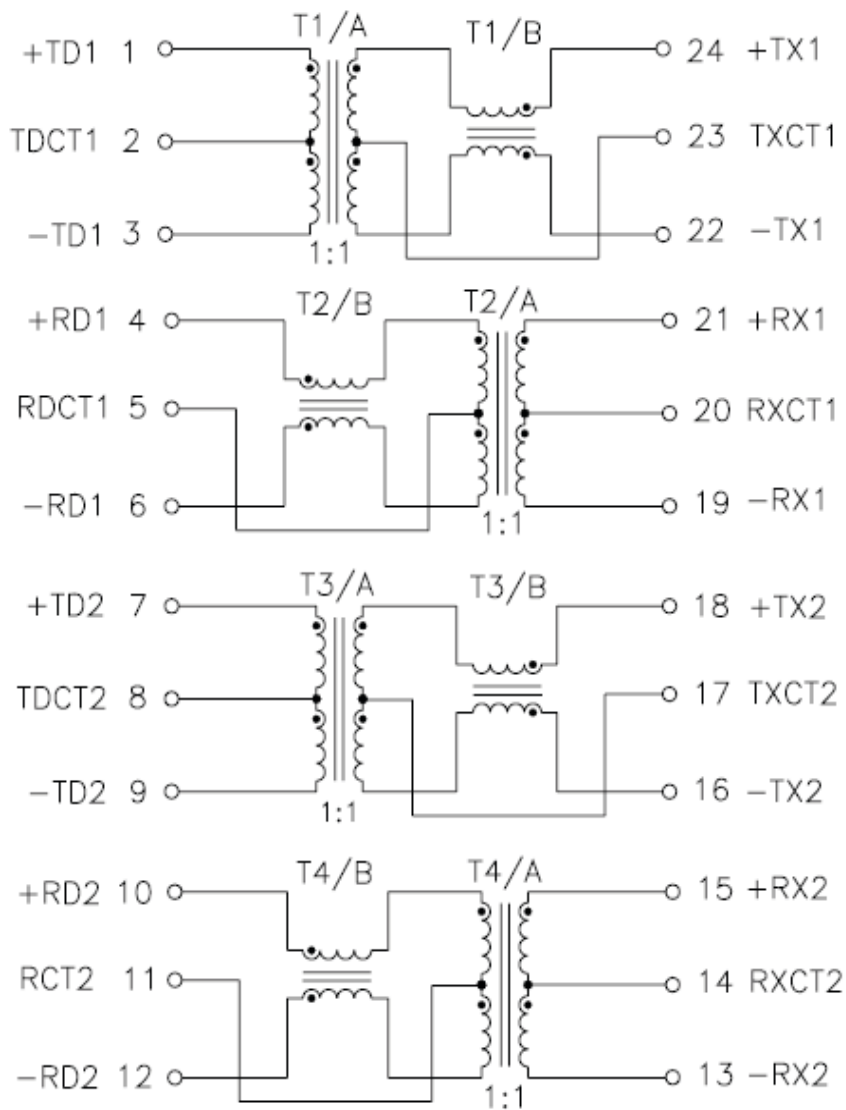 T1/A T1/B
+TD1 1 24 +TX1
TDCT1 2 23 TXCT1
−TD1 3 22 −TX1
1:1
T2/B T2/A
+RD1 4 21 +RX1
RDCT1 5 20 RXCT1
−RD1 6 19 −RX1
1:1
T3/A T3/B
+TD2 7 18 +TX2
TDCT2 8 17 TXCT2
−TD2 9 16 −TX2
1:1
T4/B T4/A
+RD2 10 15 +RX2
RCT2 11 14 RXCT2
−RD2 12 13 −RX2
1:1